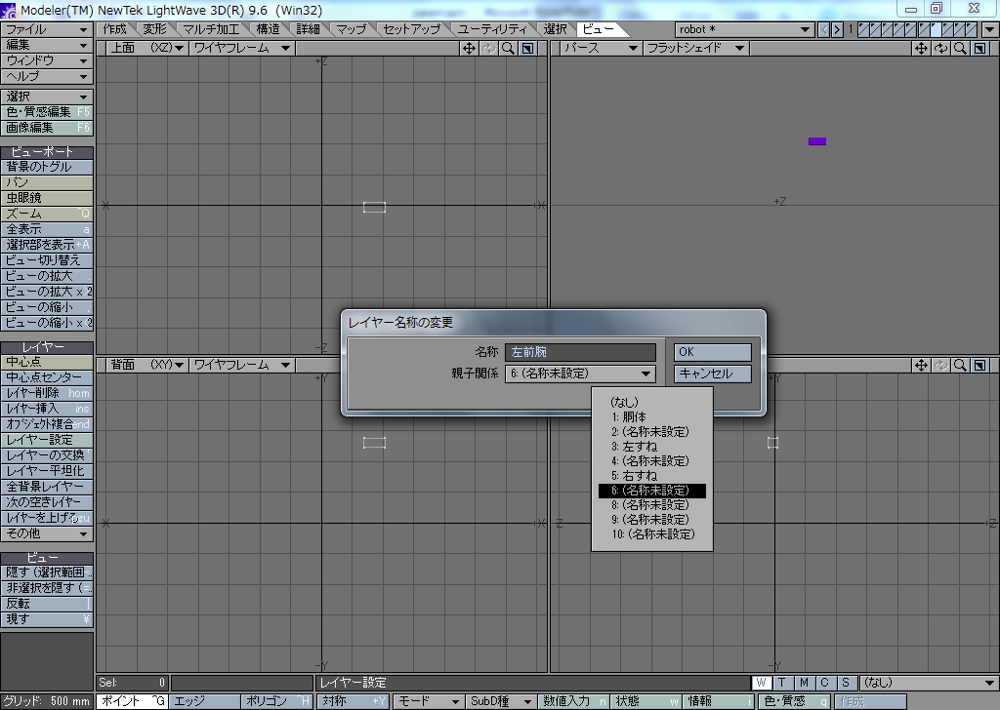 Modeler(TM) NewTek LightWave 3D(R) 9.6 (Win32)
ファイル
作成 変形 マルチ加工 構造 詳細 マップ セットアップ ユーティリティ 選択 ビュー robot * 1
編集
上面 (XZ) ワイヤフレーム
パース フラットシェイド
ウィンドウ
ヘルプ
選択
色・質感編集 F5
画像編集 F6
ビューポート
背景のトグル
パン
虫眼鏡
ズーム ^Q
全表示 a
選択部を表示 +A
ビュー切り替え
ビューの拡大 .
ビューの拡大 x 2
ビューの縮小 ,
ビューの縮小 x 2
レイヤー
中心点
中心点センター
レイヤー削除 hom
レイヤー挿入 ins
オブジェクト複合 end
レイヤー設定
レイヤーの交換 '
レイヤー平坦化
全背景レイヤー
次の空きレイヤー
レイヤーを上げる pgu
その他
ビュー
隠す (選択範囲 -
非選択を隠す (=
反転 |
現す ¥
+Z
-X
+X
-Z
+Z
背面 (XY) ワイヤフレーム
+Y
-X
+X
-Y
+Y
-Z
+Z
-Y
レイヤー名称の変更
名称 左前腕 OK
親子関係 6: (名称未設定) キャンセル
(なし)
1: 胴体
2: (名称未設定)
3: 左すね
4: (名称未設定)
5: 右すね
6: (名称未設定)
8: (名称未設定)
9: (名称未設定)
10: (名称未設定)
Sel: 0 レイヤー設定 W T M C S (なし)
グリッド: 500 mm ポイント ^G エッジ ポリゴン ^H 対称 +Y モード SubD種 数値入力 n 状態 w 情報 i 色・質感 q 作成